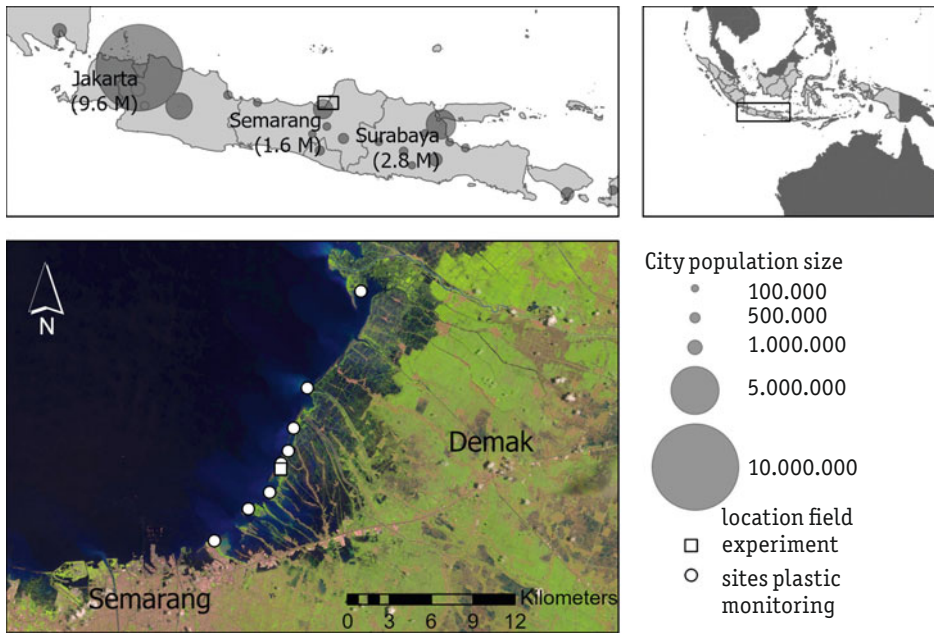 Jakarta
(9.6 M)
Semarang
(1.6 M)
Surabaya
(2.8 M)
N
Demak
Semarang
Kilometers
0 3 6 9 12
City population size
100.000
500.000
1.000.000
5.000.000
10.000.000
location field
experiment
sites plastic
monitoring